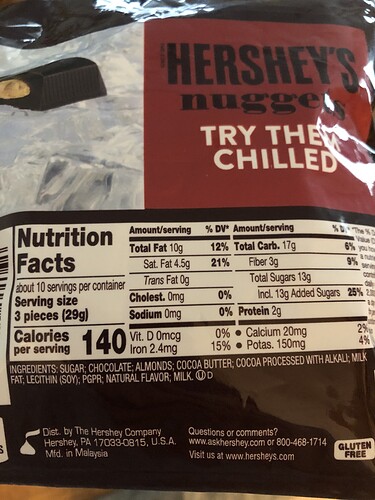 HERSHEY'S
nuggets
TRY THEM
CHILLED
Nutrition
Facts
about 10 servings per container
Serving size
3 pieces (29g)
Calories
per serving
140
Amount/serving % DV*
Total Fat 10g 12%
Sat. Fat 4.5g 21%
Trans Fat 0g
Cholest. 0mg 0%
Sodium 0mg 0%
Vit. D 0mcg 0%
Iron 2.4mg 15%
Amount/serving
Total Carb. 17g 6%
Fiber 3g 9%
Total Sugars 13g
Incl. 13g Added Sugars 25%
Protein 2g
• Calcium 20mg 2%
• Potas. 150mg 4%
INGREDIENTS: SUGAR; CHOCOLATE; ALMONDS; COCOA BUTTER; COCOA PROCESSED WITH ALKALI; MILK
FAT; LECITHIN (SOY); PGPR; NATURAL FLAVOR; MILK. Ⓤ D
Dist. by The Hershey Company
Hershey, PA 17033-0815, U.S.A.
Mfd. in Malaysia
Questions or comments?
www.askhershey.com or 800-468-1714
Visit us at www.hersheys.com
GLUTEN
FREE